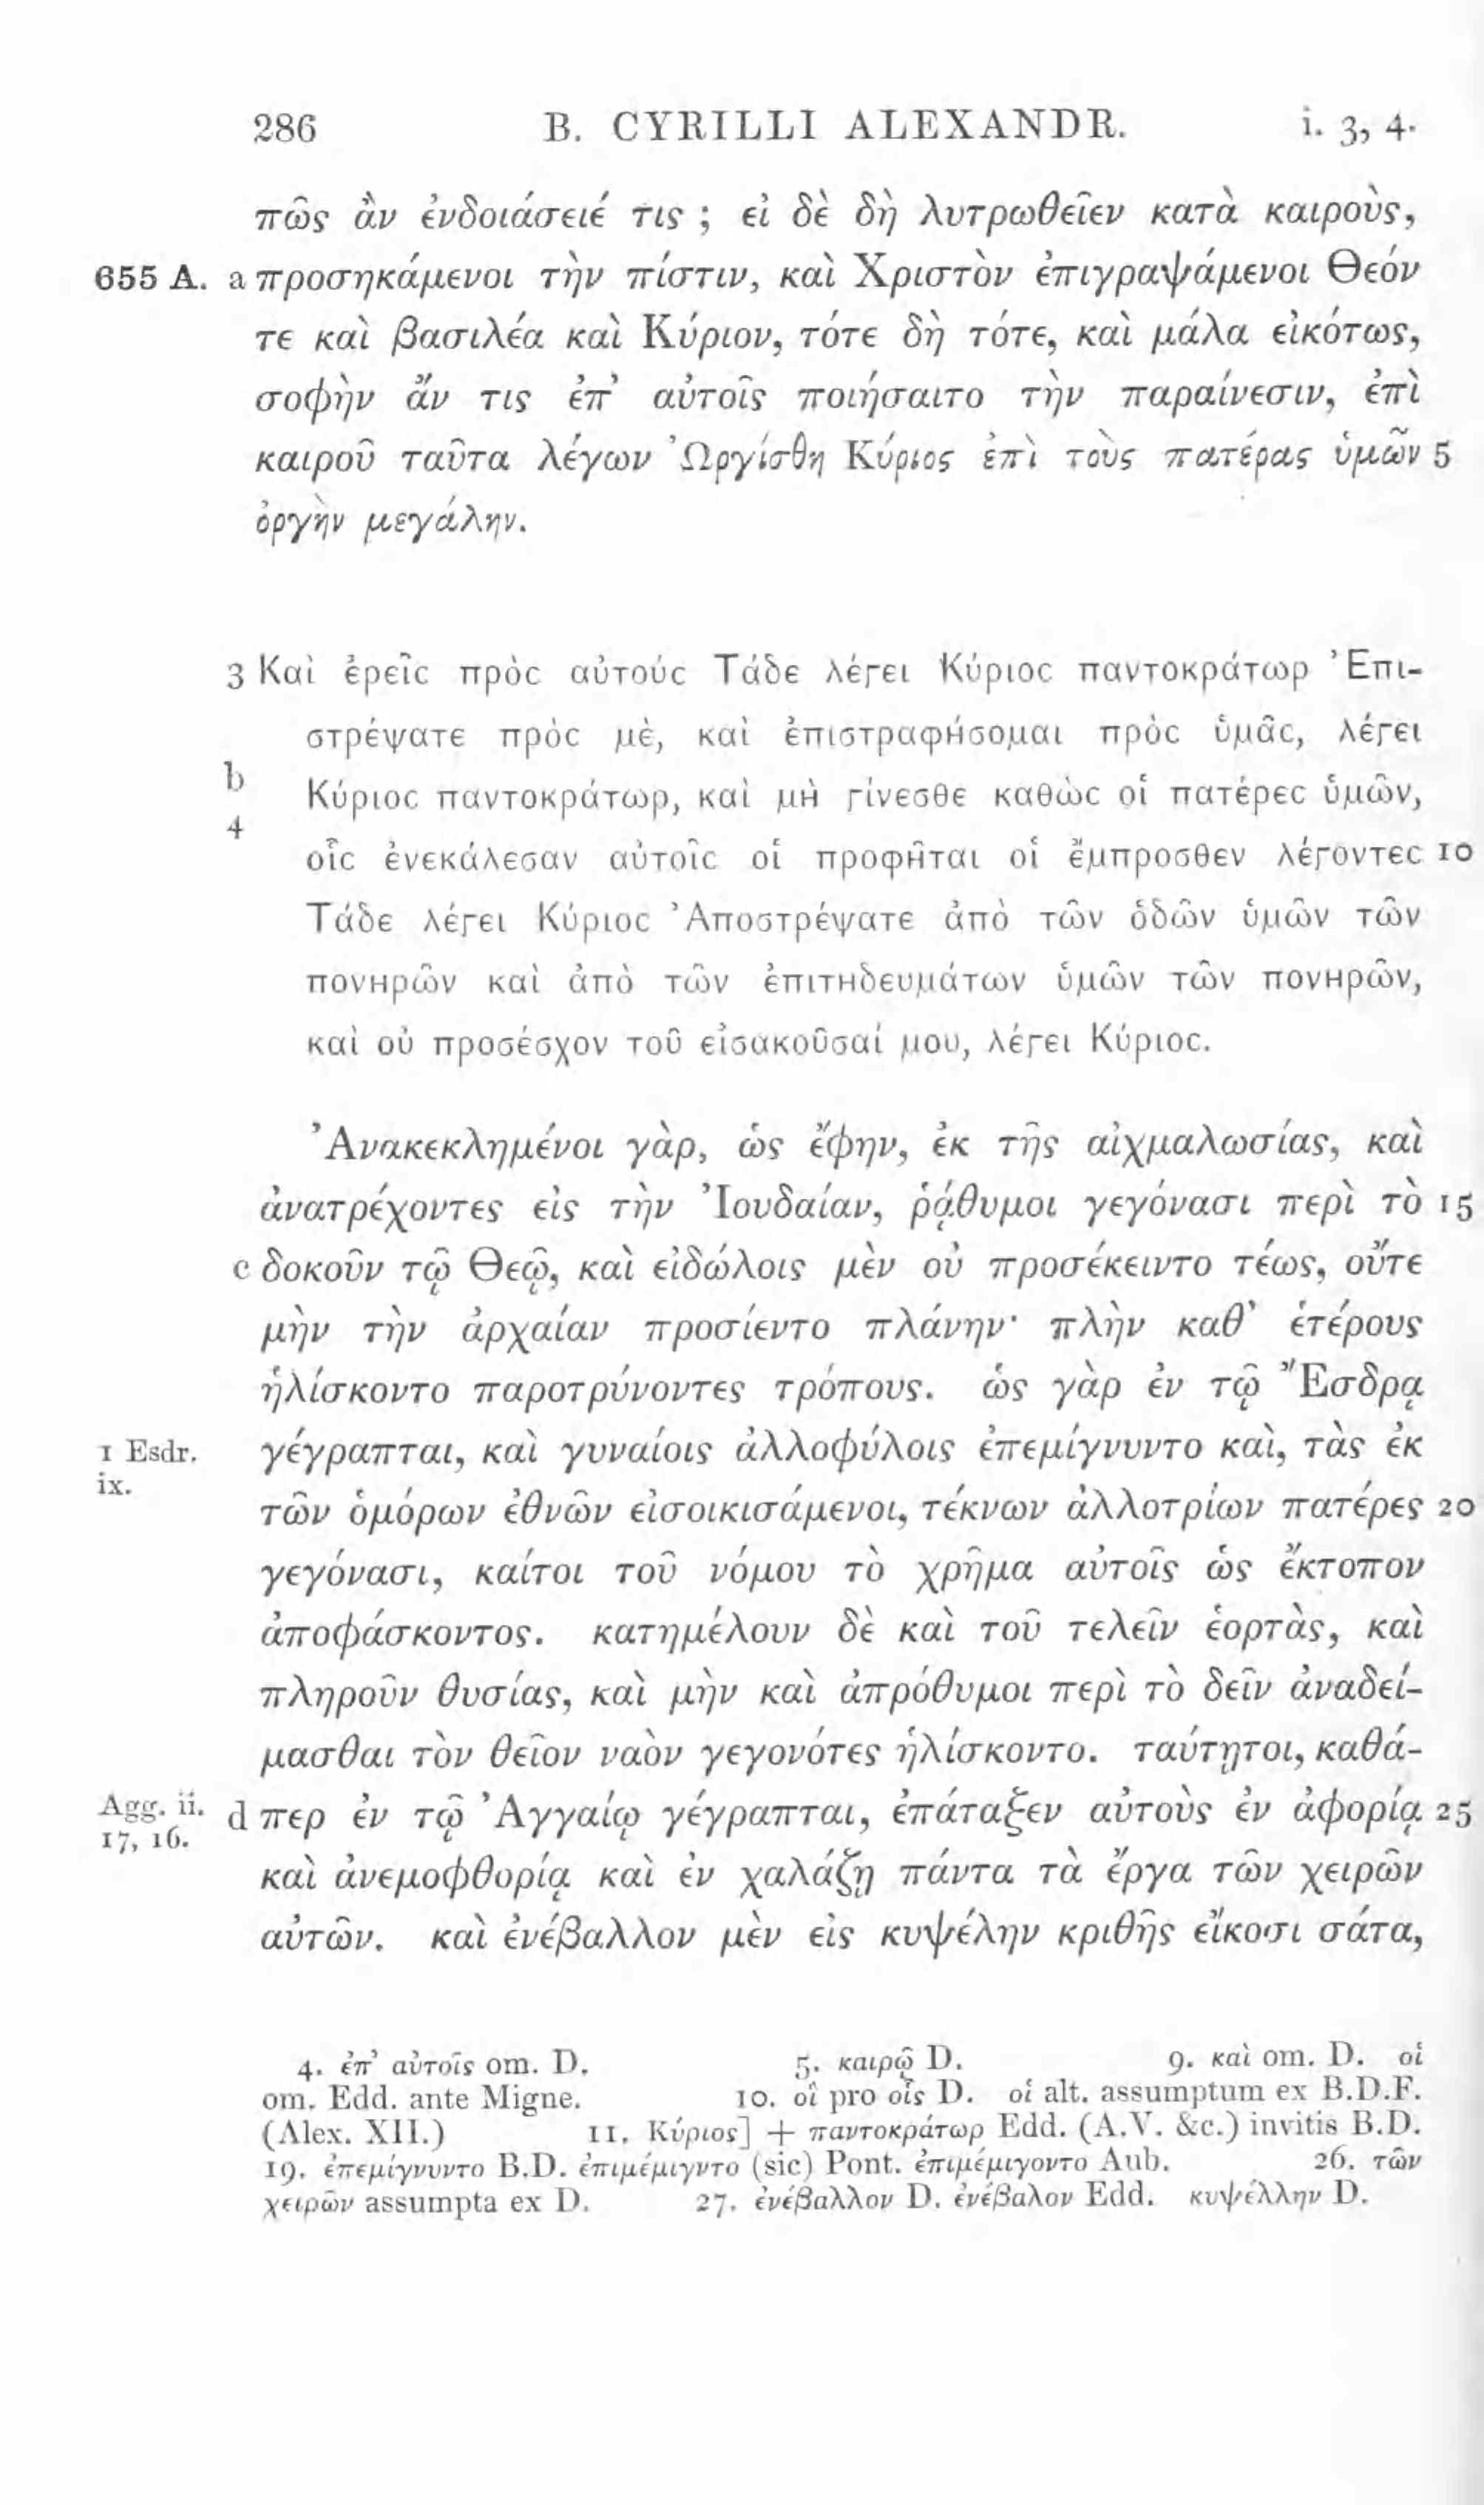 286 B. CYRILLI ALEXANDR. i. 3, 4.
πῶς ἂν ἐνδοιάσειέ τις ; εἰ δὲ δὴ λυτρωθεῖεν κατὰ καιροὺς,
655 A. a προσηκάμενοι τὴν πίστιν, καὶ Χριστὸν ἐπιγραψάμενοι Θεόν
τε καὶ βασιλέα καὶ Κύριον, τότε δὴ τότε, καὶ μάλα εἰκότως,
σοφὴν ἄν τις ἐπ' αὐτοῖς ποιήσαιτο τὴν παραίνεσιν, ἐπὶ
καιροῦ ταῦτα λέγων Ὠργίσθη Κύριος ἐπὶ τοὺς πατέρας ὑμῶν 5
ὀργὴν μεγάλην.
3 Καὶ ἐρεῖς πρὸς αὐτούς Τάδε λέγει Κύριος παντοκράτωρ Ἐπι-
στρέψατε πρὸς μὲ, καὶ ἐπιστραφήσομαι πρὸς ὑμᾶς, λέγει
b Κύριος παντοκράτωρ, καὶ μὴ γίνεσθε καθὼς οἱ πατέρες ὑμῶν,
4 οἷς ἐνεκάλεσαν αὐτοῖς οἱ προφῆται οἱ ἔμπροσθεν λέγοντες 10
Τάδε λέγει Κύριος Ἀποστρέψατε ἀπὸ τῶν ὁδῶν ὑμῶν τῶν
πονηρῶν καὶ ἀπὸ τῶν ἐπιτηδευμάτων ὑμῶν τῶν πονηρῶν,
καὶ οὐ προσέσχον τοῦ εἰσακοῦσαί μου, λέγει Κύριος.
Ἀνακεκλημένοι γὰρ, ὡς ἔφην, ἐκ τῆς αἰχμαλωσίας, καὶ
ἀνατρέχοντες εἰς τὴν Ἰουδαίαν, ῥᾴθυμοι γεγόνασι περὶ τὸ 15
c δοκοῦν τῷ Θεῷ, καὶ εἰδώλοις μὲν οὐ προσέκειντο τέως, οὔτε
μὴν τὴν ἀρχαίαν προσίεντο πλάνην· πλὴν καθ' ἑτέρους
ἡλίσκοντο παροτρύνοντες τρόπους. ὡς γὰρ ἐν τῷ Ἔσδρᾳ
1 Esdr. γέγραπται, καὶ γυναίοις ἀλλοφύλοις ἐπεμίγνυντο καὶ, τὰς ἐκ
ix. τῶν ὁμόρων ἐθνῶν εἰσοικισάμενοι, τέκνων ἀλλοτρίων πατέρες 20
γεγόνασι, καίτοι τοῦ νόμου τὸ χρῆμα αὐτοῖς ὡς ἔκτοπον
ἀποφάσκοντος. κατημέλουν δὲ καὶ τοῦ τελεῖν ἑορτὰς, καὶ
πληροῦν θυσίας, καὶ μὴν καὶ ἀπρόθυμοι περὶ τὸ δεῖν ἀναδεί-
μασθαι τὸν θεῖον ναὸν γεγονότες ἡλίσκοντο. ταύτῃτοι, καθά-
Agg. ii. d περ ἐν τῷ Ἀγγαίῳ γέγραπται, ἐπάταξεν αὐτοὺς ἐν ἀφορίᾳ 25
17, 16. καὶ ἀνεμοφθορίᾳ καὶ ἐν χαλάζῃ πάντα τὰ ἔργα τῶν χειρῶν
αὐτῶν. καὶ ἐνέβαλλον μὲν εἰς κυψέλην κριθῆς εἴκοσι σάτα,
4. ἐπ' αὐτοῖς om. D. 5. καιρῷ D. 9. καὶ om. D. οἱ
om. Edd. ante Migne. 10. οἳ pro οἷς D. οἱ alt. assumptum ex B.D.F.
(Alex. XII.) 11. Κύριος] + παντοκράτωρ Edd. (A.V. &c.) invitis B.D.
19. ἐπεμίγνυντο B.D. ἐπιμέμιγντο (sic) Pont. ἐπιμέμιγοντο Aub. 26. τῶν
χειρῶν assumpta ex D. 27. ἐνέβαλλον D. ἐνέβαλον Edd. κυψέλλην D.